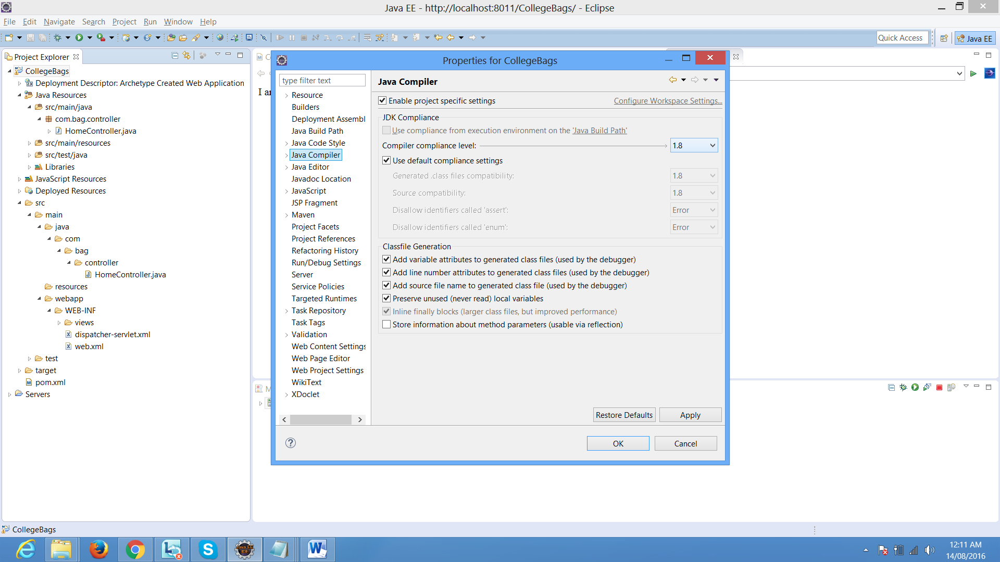 Java EE - http://localhost:8011/CollegeBags/ - Eclipse
File Edit Navigate Search Project Run Window Help
Quick Access
Java EE
Project Explorer
CollegeBags
Deployment Descriptor: Archetype Created Web Application
Java Resources
src/main/java
com.bag.controller
HomeController.java
src/main/resources
src/test/java
Libraries
JavaScript Resources
Deployed Resources
src
main
java
com
bag
controller
HomeController.java
resources
webapp
WEB-INF
views
dispatcher-servlet.xml
web.xml
test
target
pom.xml
Servers
I
Properties for CollegeBags
type filter text
Resource
Builders
Deployment Assembl
Java Build Path
Java Code Style
Java Compiler
Java Editor
Javadoc Location
JavaScript
JSP Fragment
Maven
Project Facets
Project References
Refactoring History
Run/Debug Settings
Server
Service Policies
Targeted Runtimes
Task Repository
Task Tags
Validation
Web Content Settings
Web Page Editor
Web Project Settings
WikiText
XDoclet
Java Compiler
Enable project specific settings Configure Workspace Settings...
JDK Compliance
Use compliance from execution environment on the 'Java Build Path'
Compiler compliance level: 1.8
Use default compliance settings
Generated .class files compatibility: 1.8
Source compatibility: 1.8
Disallow identifiers called 'assert': Error
Disallow identifiers called 'enum': Error
Classfile Generation
Add variable attributes to generated class files (used by the debugger)
Add line number attributes to generated class files (used by the debugger)
Add source file name to generated class file (used by the debugger)
Preserve unused (never read) local variables
Inline finally blocks (larger class files, but improved performance)
Store information about method parameters (usable via reflection)
Restore Defaults Apply
OK Cancel
CollegeBags
Java EE
IDE
12:11 AM
14/08/2016